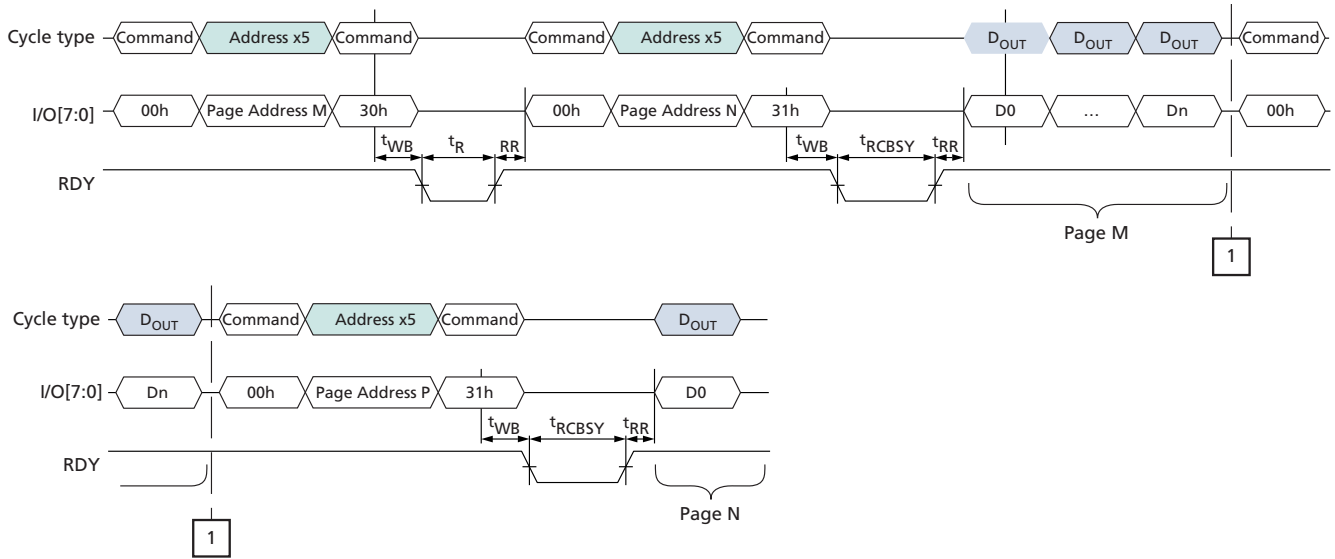 Cycle type Command Address x5 Command Command Address x5 Command DOUT DOUT DOUT Command
I/O[7:0] 00h Page Address M 30h 00h Page Address N 31h D0 … Dn 00h
tWB tR RR tWB tRCBSY tRR
RDY
Page M
1
Cycle type DOUT Command Address x5 Command DOUT
I/O[7:0] Dn 00h Page Address P 31h D0
tWB tRCBSY tRR
RDY
Page N
1